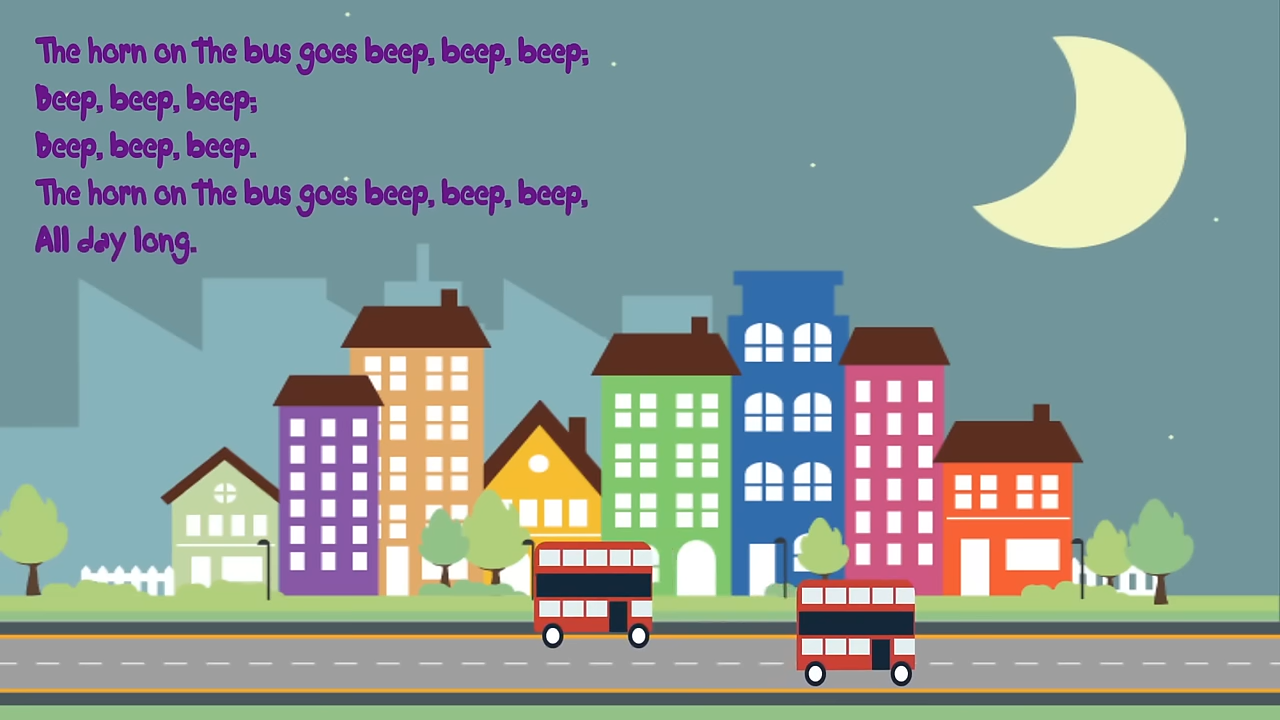 The horn on the bus goes beep, beep, beep;
Beep, beep, beep;
Beep, beep, beep.
The horn on the bus goes beep, beep, beep,
All day long.